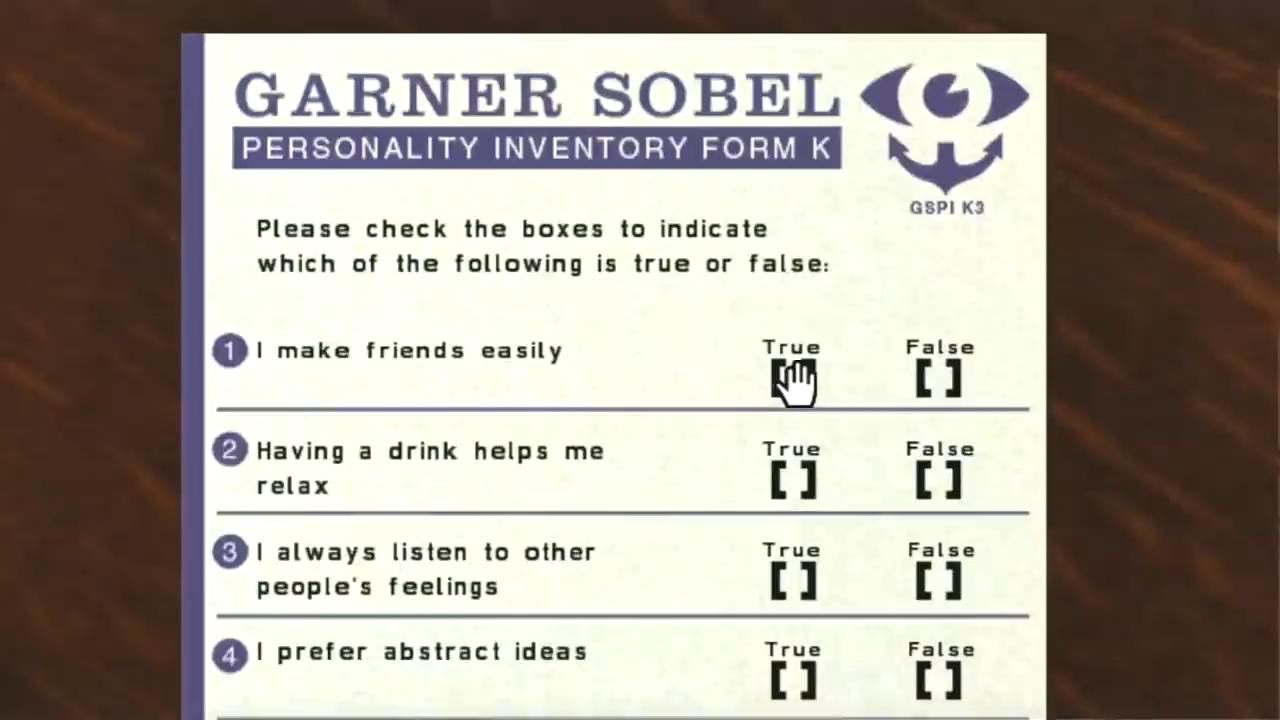 GARNER SOBEL
PERSONALITY INVENTORY FORM K
GSPI K3
Please check the boxes to indicate
which of the following is true or false:
1 I make friends easily True False
[ ] [ ]
2 Having a drink helps me True False
relax [ ] [ ]
3 I always listen to other True False
people's feelings [ ] [ ]
4 I prefer abstract ideas True False
[ ] [ ]